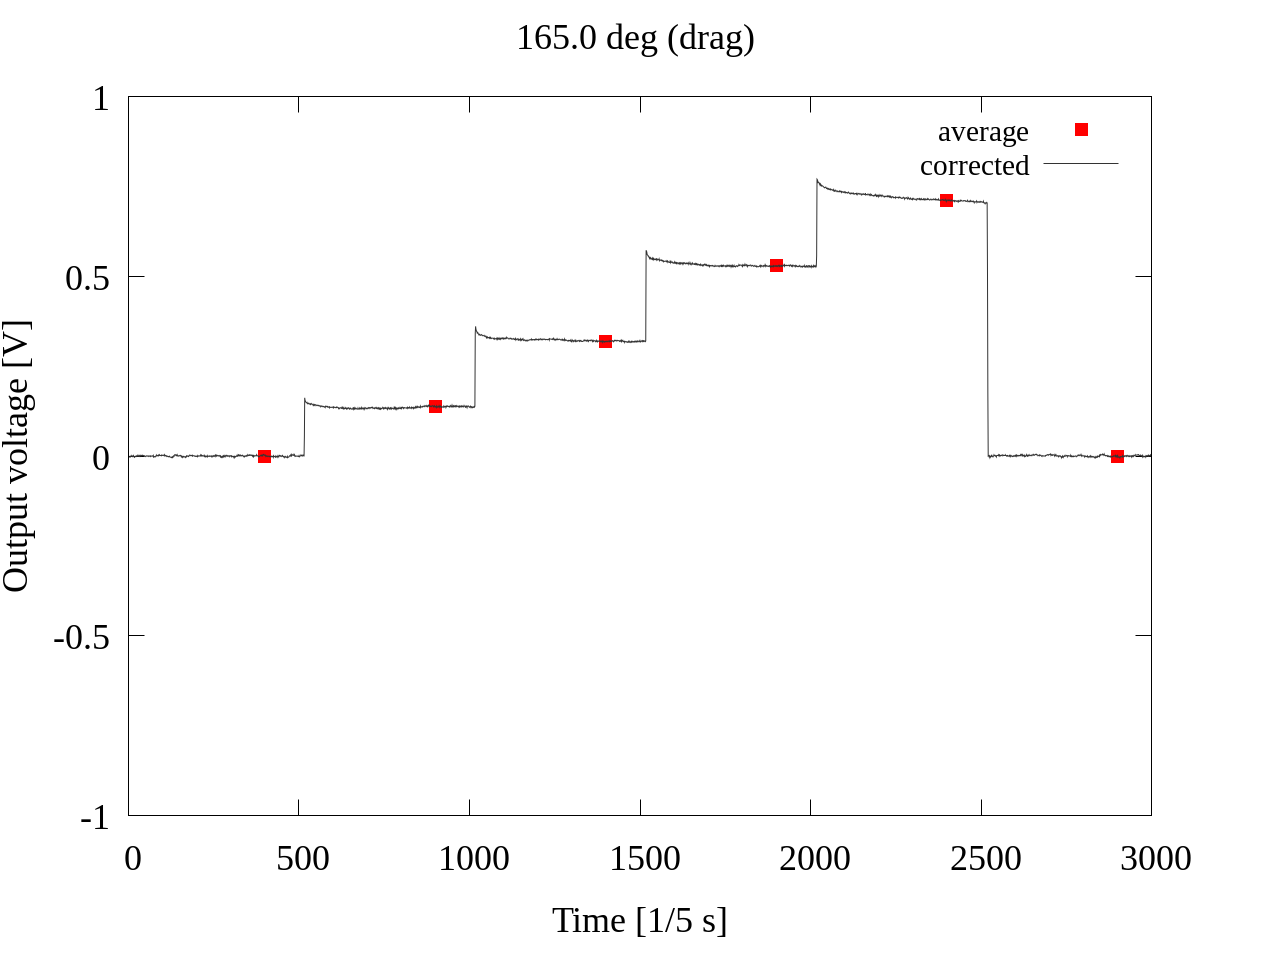 165.0 deg (drag)
average
corrected
1
0.5
0
-0.5
-1
Output voltage [V]
0 500 1000 1500 2000 2500 3000
Time [1/5 s]